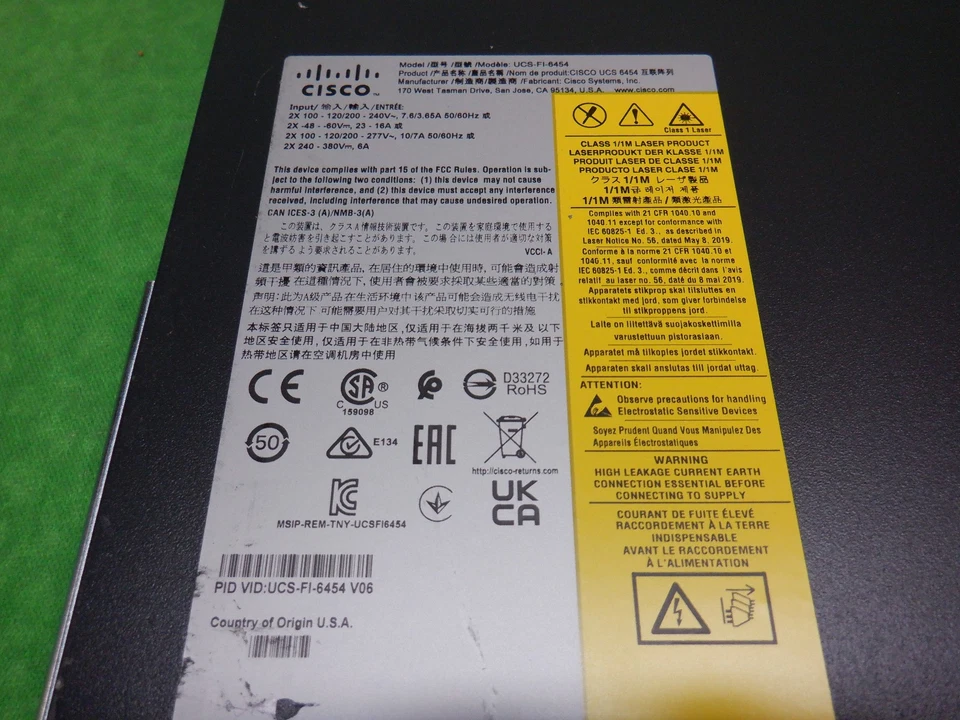 CISCO™
Model /型号 /型號 /Modèle: UCS-FI-6454
Product /产品名称 /產品名稱 /Nom de produit:CISCO UCS 6454 互联阵列
Manufacturer /制造商/製造商 /Fabricant: Cisco Systems, Inc.
170 West Tasman Drive, San Jose, CA 95134, U.S.A. www.cisco.com
Input/ 输入 /輸入 /ENTRÉE:
2X 100 - 120/200 - 240V~, 7.6/3.65A 50/60Hz 或
2X -48 - -60V⎓, 23 - 16A 或
2X 100 - 120/200 - 277V~, 10/7A 50/60Hz 或
2X 240 - 380V⎓, 6A
This device complies with part 15 of the FCC Rules. Operation is sub-
ject to the following two conditions: (1) this device may not cause
harmful interference, and (2) this device must accept any interference
received, including interference that may cause undesired operation.
CAN ICES-3 (A)/NMB-3(A)
この装置は、クラスA情報技術装置です。この装置を家庭環境で使用する
と電波妨害を引き起こすことがあります。この場合には使用者が適切な対策
を講ずるよう要求されることがあります。
VCCI-A
這是甲類的資訊產品, 在居住的環境中使用時, 可能會造成射
頻干擾 在這種情況下, 使用者會被要求採取某些適當的對策.
声明: 此为A级产品 在生活环境中该产品可能会造成无线电干扰
在这种情况下 可能需要用户对其干扰采取切实可行的措施
本标签只适用于中国大陆地区, 仅适用于在海拔两千米及以下
地区安全使用, 仅适用于在非热带气候条件下安全使用, 如用于
热带地区请在空调机房中使用
CE
C SA ® US
159098
D33272
RoHS
50
E134
EAC
http://cisco-returns.com
KC
MSIP-REM-TNY-UCSFI6454
UK
CA
PID VID:UCS-FI-6454 V06
Country of Origin U.S.A.
Class 1 Laser
CLASS 1/1M LASER PRODUCT
LASERPRODUKT DER KLASSE 1/1M
PRODUIT LASER DE CLASSE 1/1M
PRODUCTO LASER CLASE 1/1M
クラス 1/1M レーザ製品
1/1M규 레이저 제품
1/1M 類雷射產品 / 類激光產品
Complies with 21 CFR 1040.10 and
1040.11 except for conformance with
IEC 60825-1 Ed. 3., as described in
Laser Notice No. 56, dated May 8, 2019.
Conforme à la norme 21 CFR 1040.10 et
1040.11, sauf conformité avec la norme
IEC 60825-1 Ed. 3., comme décrit dans l'avis
relatif au laser no. 56, daté du 8 mai 2019.
Apparatets stikprop skal tilsluttes en
stikkontakt med jord, som giver forbindelse
til stikproppens jord.
Laite on liitettävä suojakoskettimilla
varustettuun pistorasiaan.
Apparatet må tilkoples jordet stikkontakt.
Apparaten skall anslutas till jordat uttag.
ATTENTION:
Observe precautions for handling
Electrostatic Sensitive Devices
Soyez Prudent Quand Vous Manipulez Des
Appareils Électrostatiques
WARNING
HIGH LEAKAGE CURRENT EARTH
CONNECTION ESSENTIAL BEFORE
CONNECTING TO SUPPLY
COURANT DE FUITE ÉLEVÉ
RACCORDEMENT À LA TERRE
INDISPENSABLE
AVANT LE RACCORDEMENT
À L'ALIMENTATION